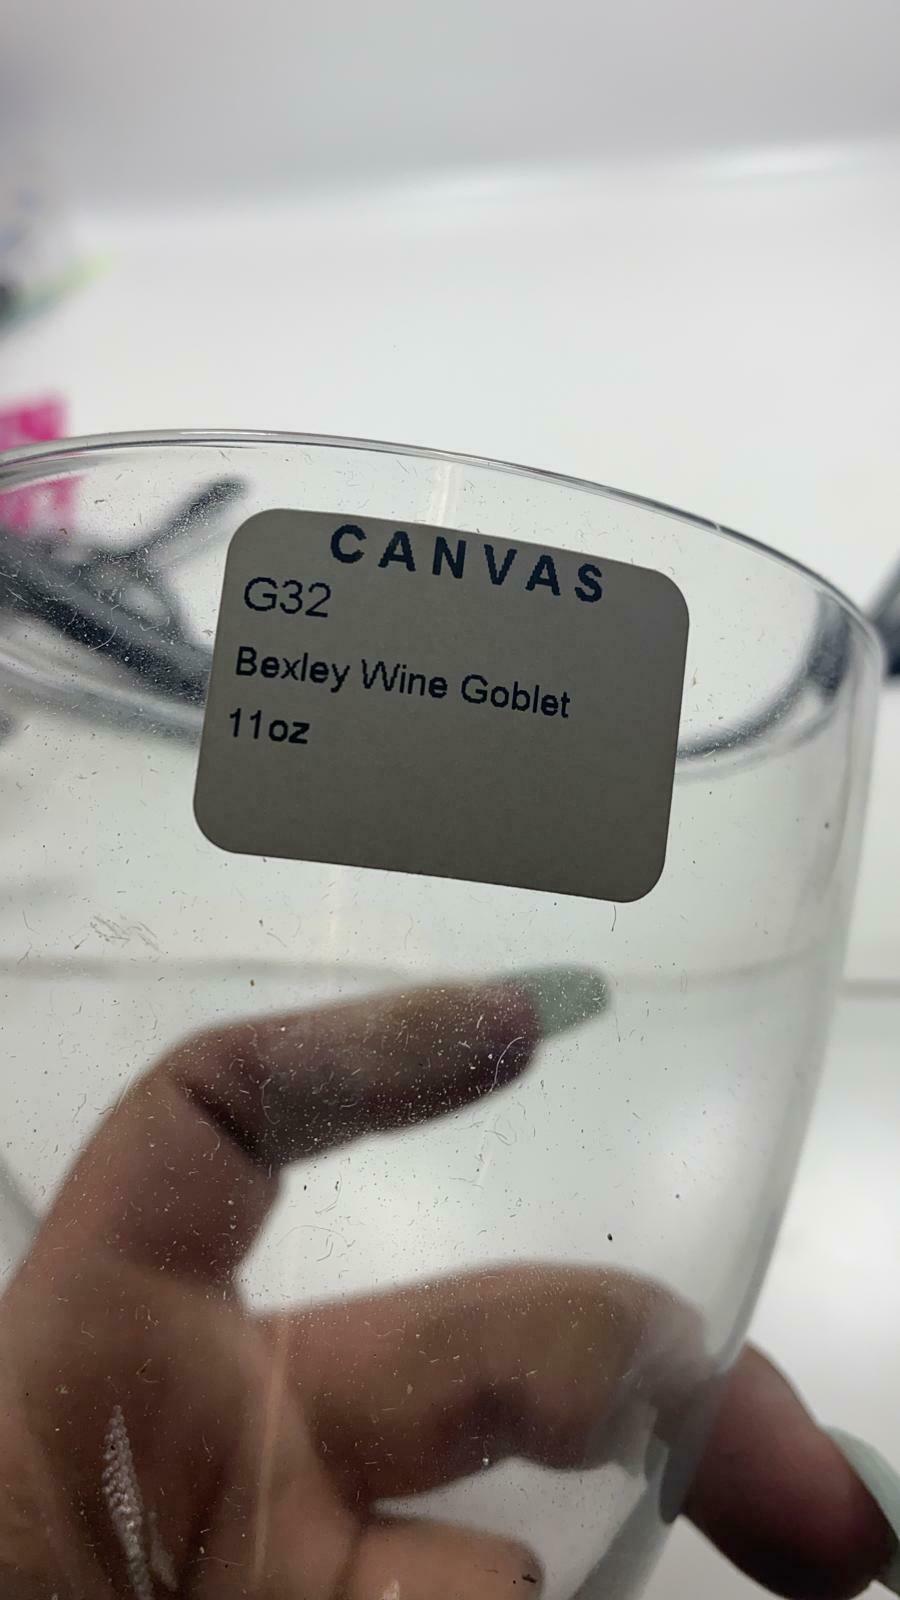 CANVAS
G32
Bexley Wine Goblet
11oz